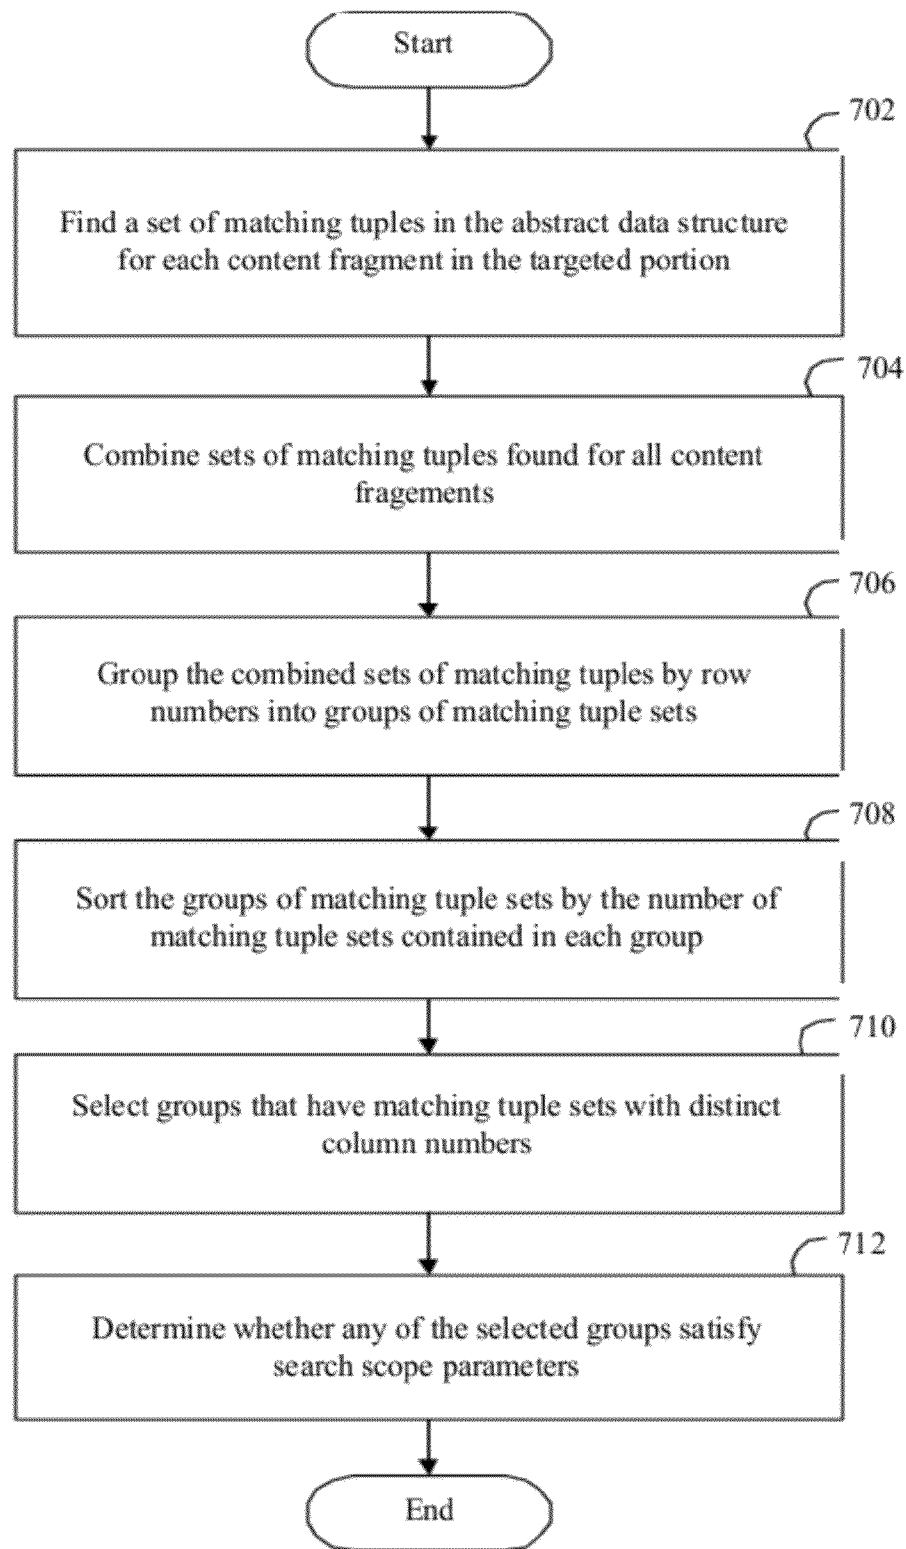 Start
702
Find a set of matching tuples in the abstract data structure
for each content fragment in the targeted portion
704
Combine sets of matching tuples found for all content
fragements
706
Group the combined sets of matching tuples by row
numbers into groups of matching tuple sets
708
Sort the groups of matching tuple sets by the number of
matching tuple sets contained in each group
710
Select groups that have matching tuple sets with distinct
column numbers
712
Determine whether any of the selected groups satisfy
search scope parameters
End